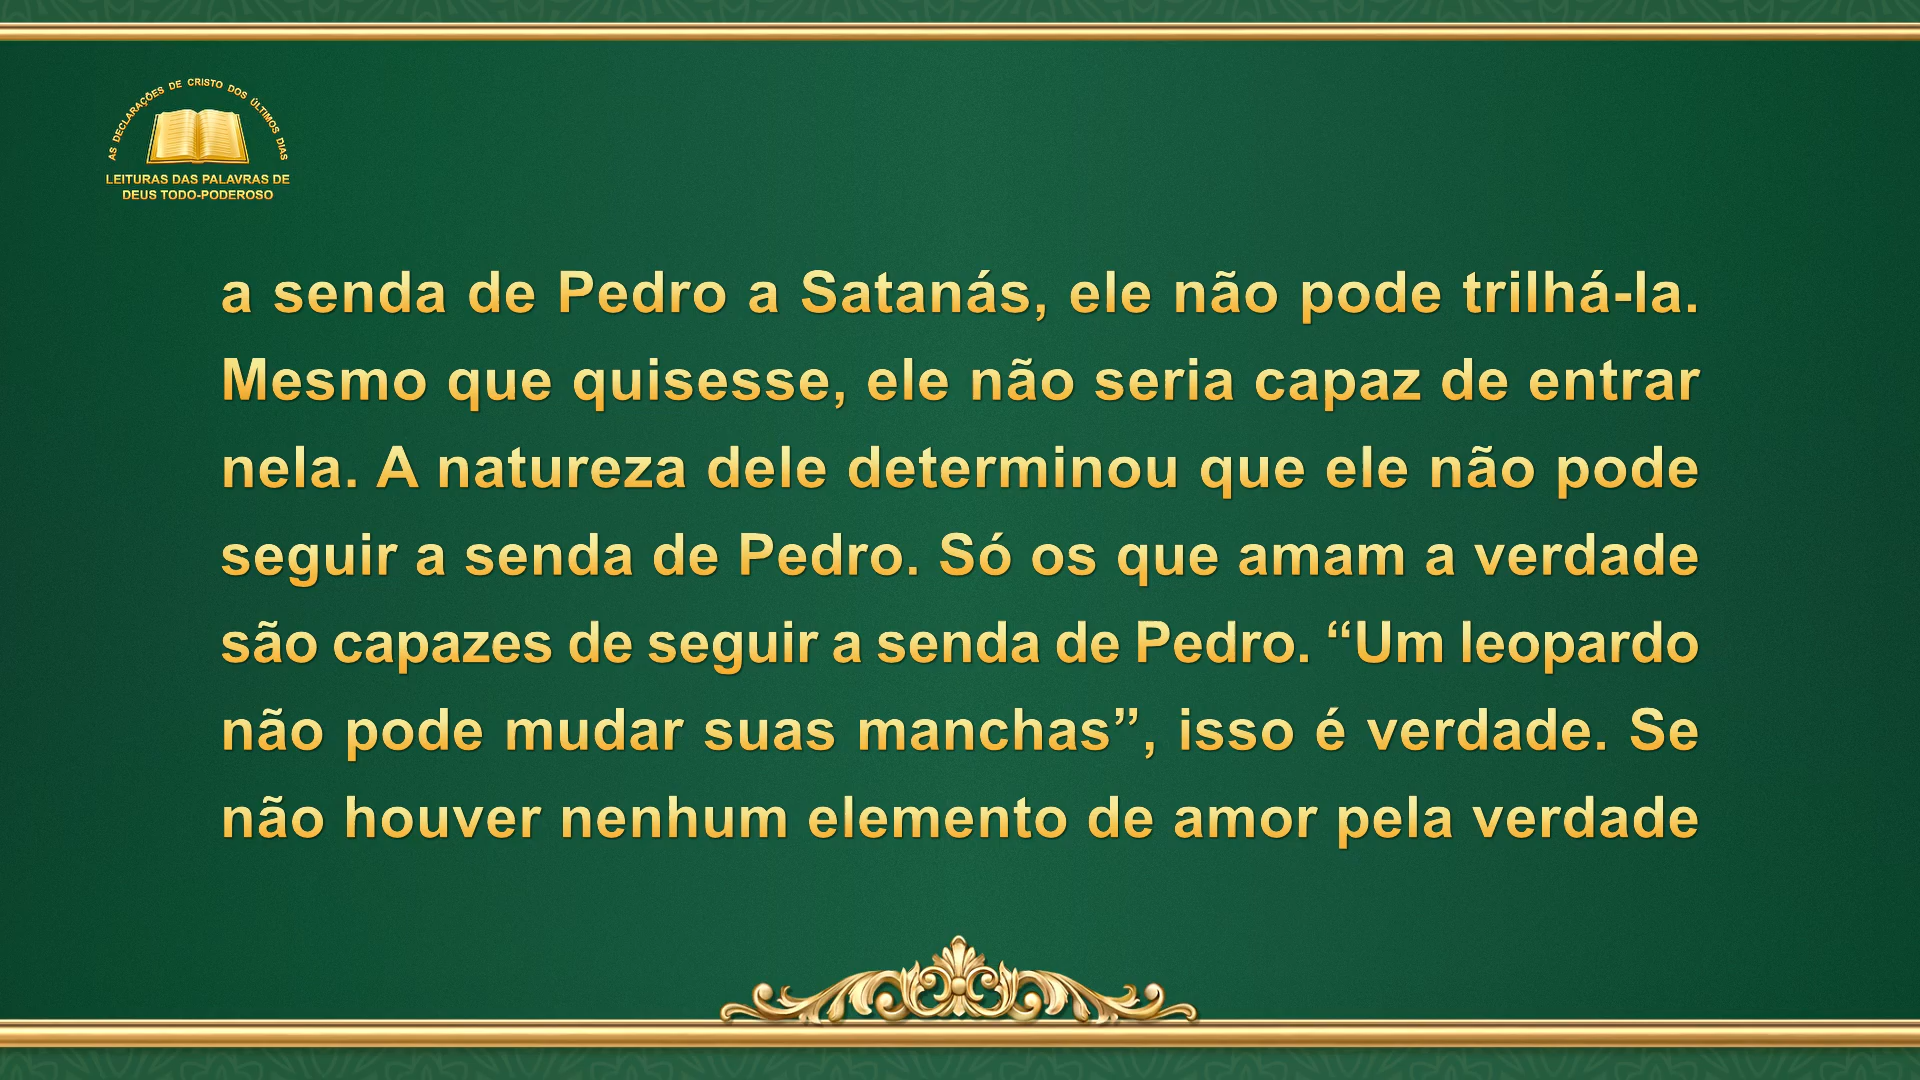 AS DECLARAÇÕES DE CRISTO DOS ÚLTIMOS DIAS
LEITURAS DAS PALAVRAS DE
DEUS TODO-PODEROSO
a senda de Pedro a Satanás, ele não pode trilhá-la.
Mesmo que quisesse, ele não seria capaz de entrar
nela. A natureza dele determinou que ele não pode
seguir a senda de Pedro. Só os que amam a verdade
são capazes de seguir a senda de Pedro. “Um leopardo
não pode mudar suas manchas”, isso é verdade. Se
não houver nenhum elemento de amor pela verdade